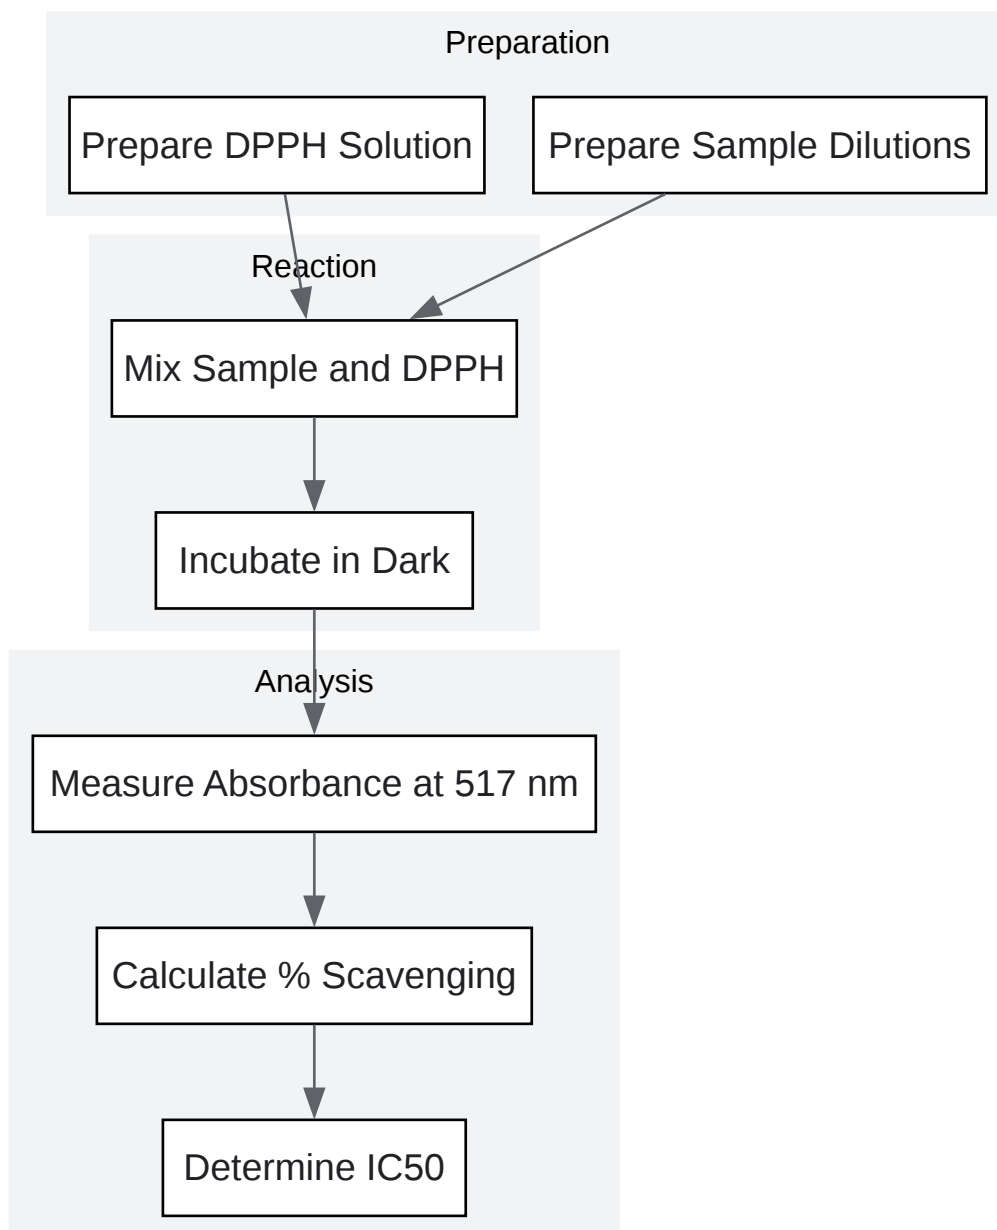 Preparation
Prepare DPPH Solution
Prepare Sample Dilutions
Reaction
Mix Sample and DPPH
Incubate in Dark
Analysis
Measure Absorbance at 517 nm
Calculate % Scavenging
Determine IC50